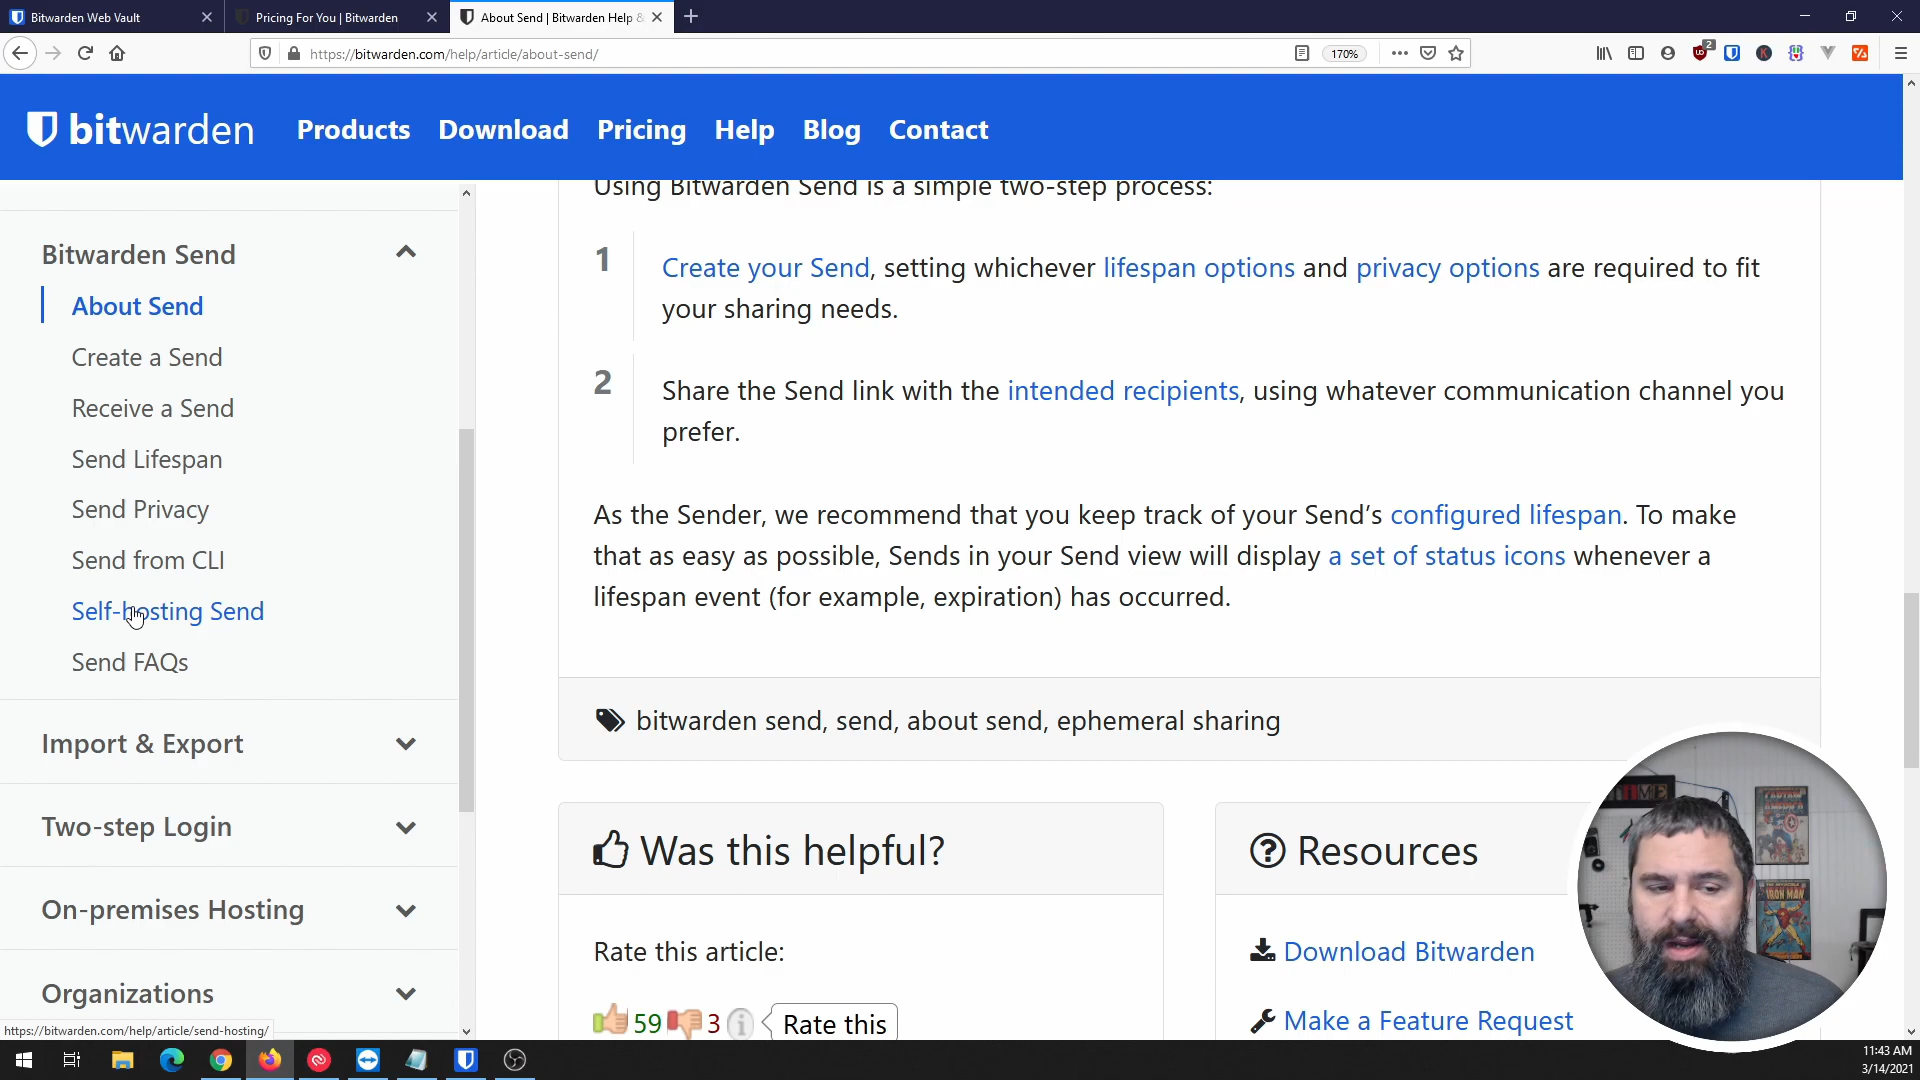 Bitwarden Web Vault
Pricing For You | Bitwarden
About Send | Bitwarden Help &
https://bitwarden.com/help/article/about-send/
170%
2
bitwarden
Products Download Pricing Help Blog Contact
Bitwarden Send
About Send
Create a Send
Receive a Send
Send Lifespan
Send Privacy
Send from CLI
Self-hosting Send
Send FAQs
Import & Export
Two-step Login
On-premises Hosting
Organizations
https://bitwarden.com/help/article/send-hosting/
Using Bitwarden Send is a simple two-step process:
1 Create your Send, setting whichever lifespan options and privacy options are required to fit
your sharing needs.
2 Share the Send link with the intended recipients, using whatever communication channel you
prefer.
As the Sender, we recommend that you keep track of your Send's configured lifespan. To make
that as easy as possible, Sends in your Send view will display a set of status icons whenever a
lifespan event (for example, expiration) has occurred.
bitwarden send, send, about send, ephemeral sharing
Was this helpful?
Rate this article:
59 3 Rate this
Resources
Download Bitwarden
Make a Feature Request
CAPTAIN AMERICA
IRON MAN
11:43 AM
3/14/2021